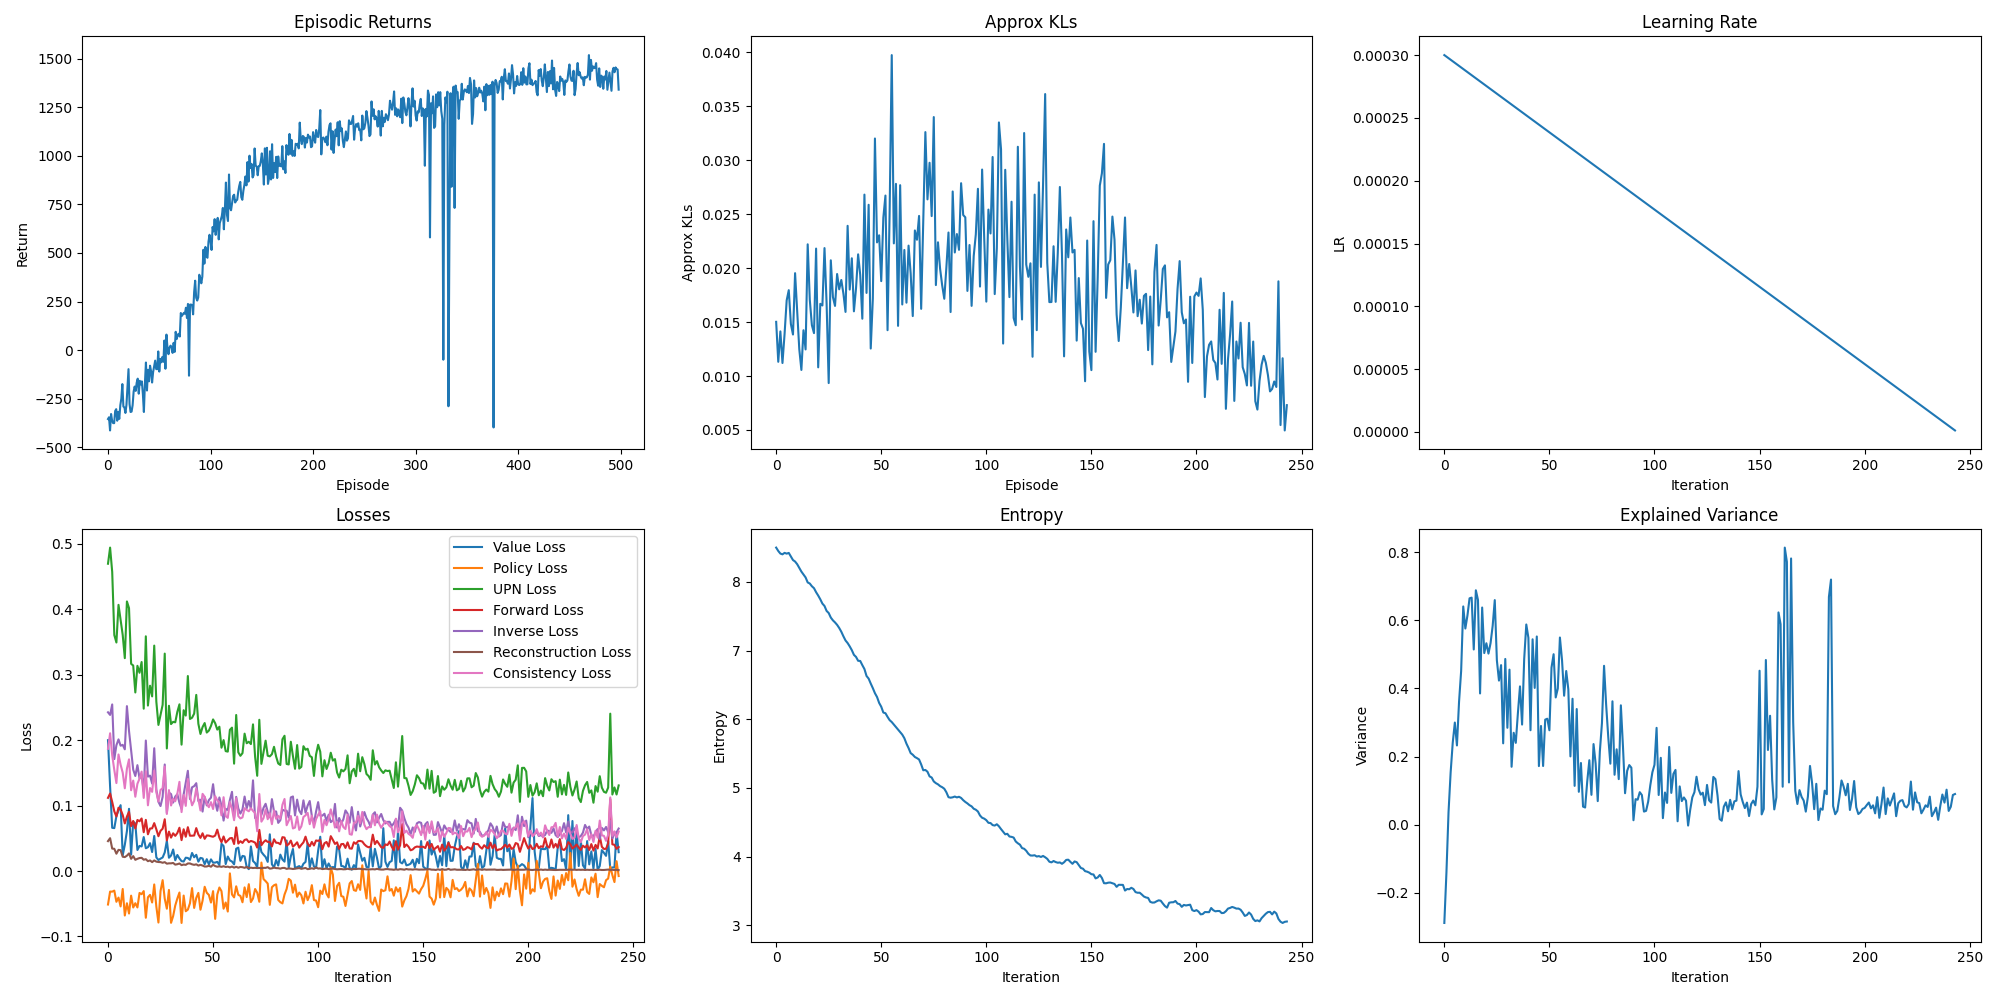 Episodic Returns
Return
1500
1250
1000
750
500
250
0
−250
−500
0 100 200 300 400 500
Episode
Approx KLs
Approx KLs
0.040
0.035
0.030
0.025
0.020
0.015
0.010
0.005
0 50 100 150 200 250
Episode
Learning Rate
LR
0.00030
0.00025
0.00020
0.00015
0.00010
0.00005
0.00000
0 50 100 150 200 250
Iteration
Losses
Loss
0.5
0.4
0.3
0.2
0.1
0.0
−0.1
Value Loss
Policy Loss
UPN Loss
Forward Loss
Inverse Loss
Reconstruction Loss
Consistency Loss
0 50 100 150 200 250
Iteration
Entropy
Entropy
8
7
6
5
4
3
0 50 100 150 200 250
Iteration
Explained Variance
Variance
0.8
0.6
0.4
0.2
0.0
−0.2
0 50 100 150 200 250
Iteration